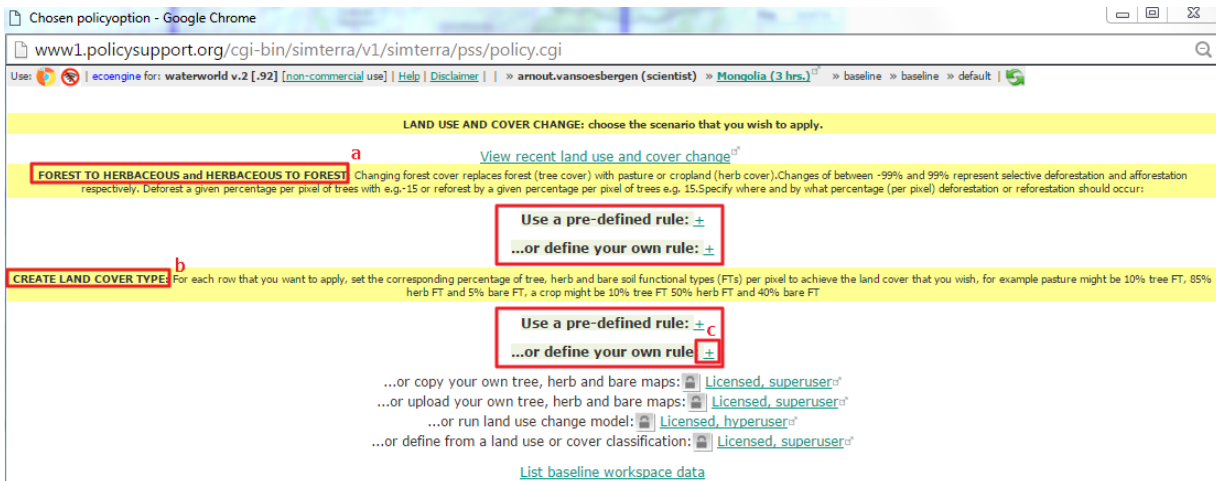 Chosen policyoption - Google Chrome
www1.policysupport.org/cgi-bin/simterra/v1/simterra/pss/policy.cgi
Use: | ecoengine for: waterworld v.2 [.92] [non-commercial use] | Help | Disclaimer | | » arnout.vansoesbergen (scientist) » Mongolia (3 hrs.) » baseline » baseline » default |
LAND USE AND COVER CHANGE: choose the scenario that you wish to apply.
a
View recent land use and cover change
FOREST TO HERBACEOUS and HERBACEOUS TO FOREST: Changing forest cover replaces forest (tree cover) with pasture or cropland (herb cover).Changes of between -99% and 99% represent selective deforestation and afforestation
respectively. Deforest a given percentage per pixel of trees with e.g.-15 or reforest by a given percentage per pixel of trees e.g. 15.Specify where and by what percentage (per pixel) deforestation or reforestation should occur:
Use a pre-defined rule: +
...or define your own rule: +
b
CREATE LAND COVER TYPE: For each row that you want to apply, set the corresponding percentage of tree, herb and bare soil functional types (FTs) per pixel to achieve the land cover that you wish, for example pasture might be 10% tree FT, 85%
herb FT and 5% bare FT, a crop might be 10% tree FT 50% herb FT and 40% bare FT
Use a pre-defined rule: +
c
...or define your own rule: +
...or copy your own tree, herb and bare maps: Licensed, superuser
...or upload your own tree, herb and bare maps: Licensed, superuser
...or run land use change model: Licensed, hyperuser
...or define from a land use or cover classification: Licensed, superuser
List baseline workspace data